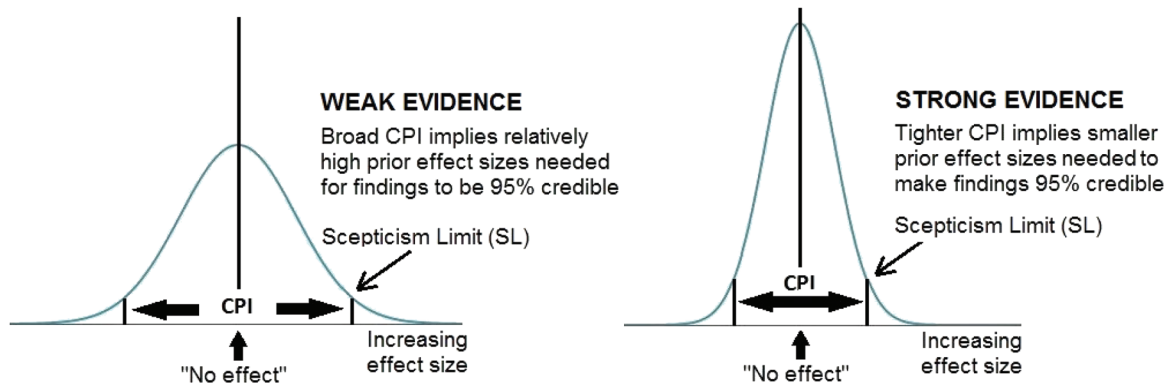 WEAK EVIDENCE
Broad CPI implies relatively
high prior effect sizes needed
for findings to be 95% credible
Scepticism Limit (SL)
CPI
Increasing
effect size
"No effect"
STRONG EVIDENCE
Tighter CPI implies smaller
prior effect sizes needed to
make findings 95% credible
Scepticism Limit (SL)
CPI
Increasing
effect size
"No effect"